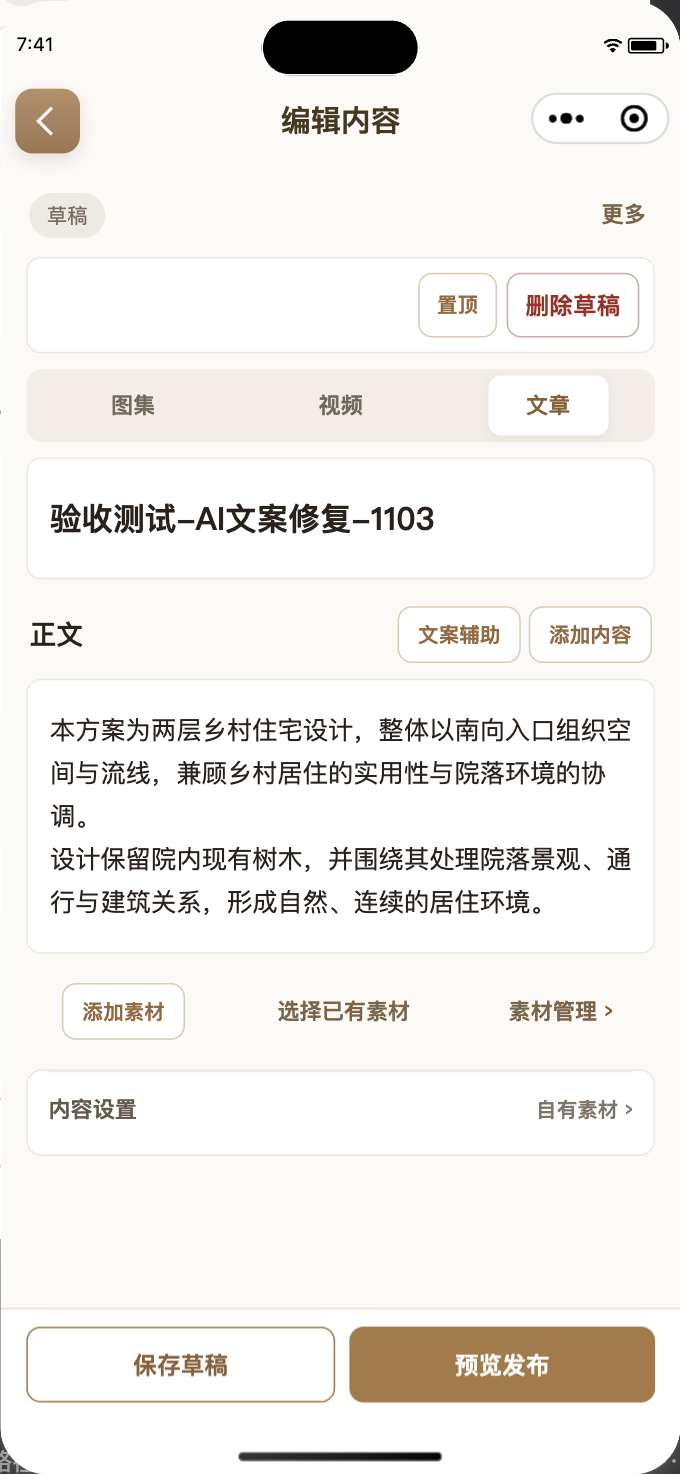 7:41
编辑内容
草稿
更多
置顶
删除草稿
图集
视频
文章
验收测试-AI文案修复-1103
正文
文案辅助
添加内容
本方案为两层乡村住宅设计，整体以南向入口组织空
间与流线，兼顾乡村居住的实用性与院落环境的协
调。
设计保留院内现有树木，并围绕其处理院落景观、通
行与建筑关系，形成自然、连续的居住环境。
添加素材
选择已有素材
素材管理 ›
内容设置
自有素材 ›
保存草稿
预览发布